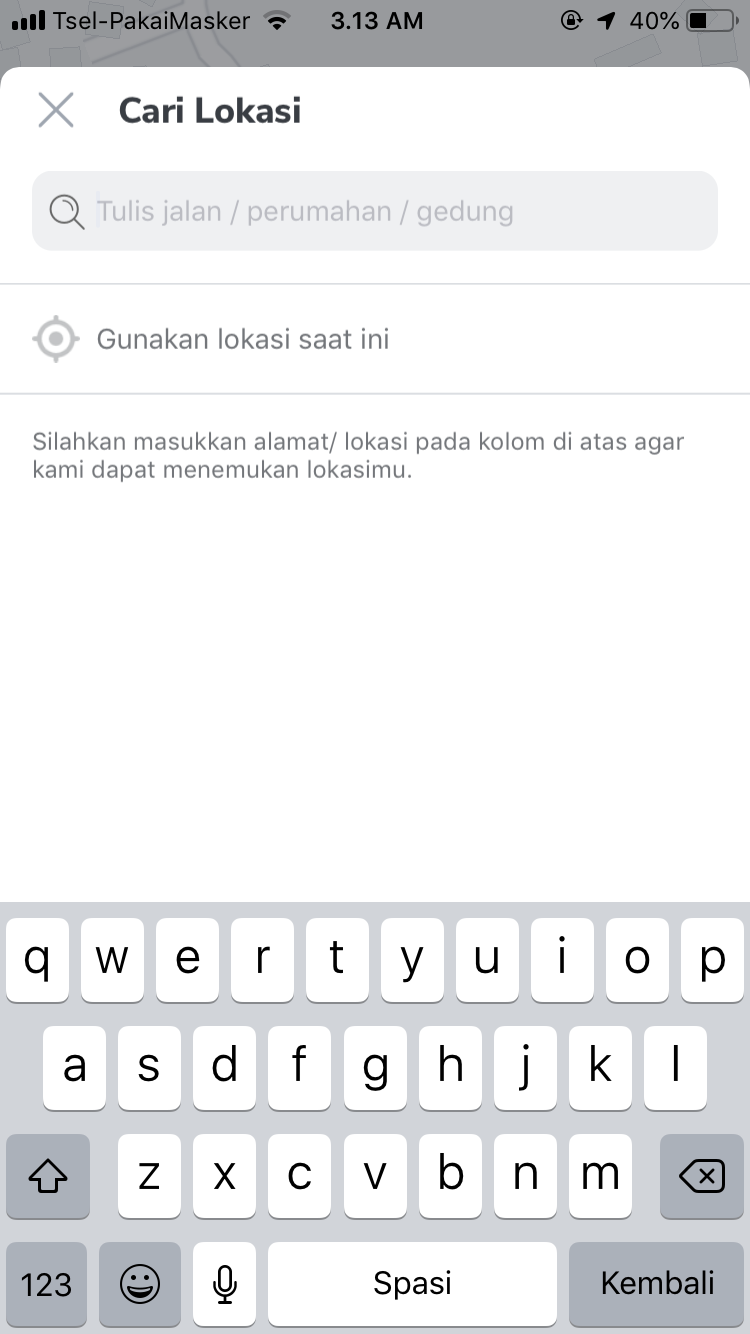 Tsel-PakaiMasker 3.13 AM 40%
Cari Lokasi
Tulis jalan / perumahan / gedung
Gunakan lokasi saat ini
Silahkan masukkan alamat/ lokasi pada kolom di atas agar
kami dapat menemukan lokasimu.
q w e r t y u i o p
a s d f g h j k l
z x c v b n m
123 Spasi Kembali